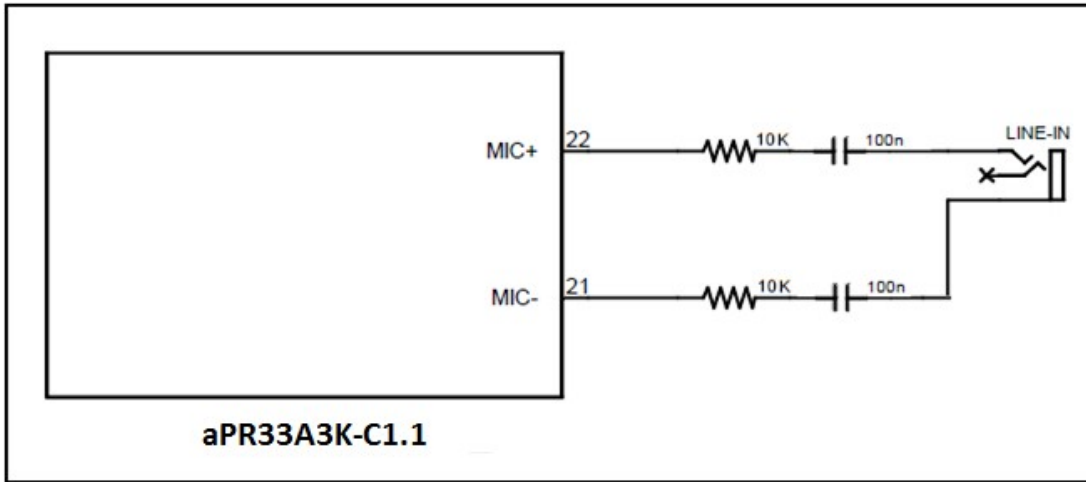 LINE-IN
MIC+ 22 10K 100n
MIC- 21 10K 100n
aPR33A3K-C1.1